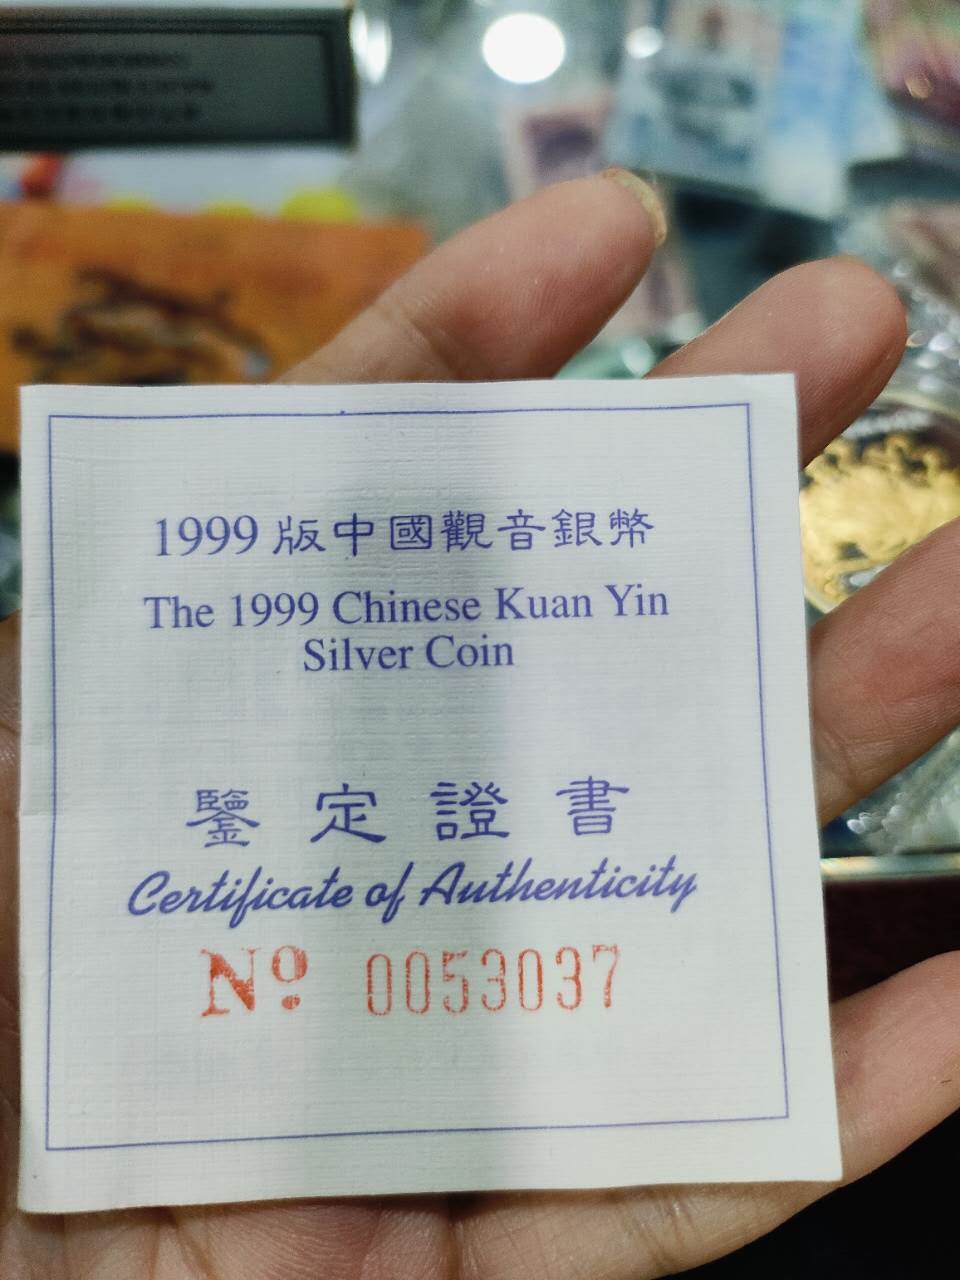 1999 版中國觀音銀幣
The 1999 Chinese Kuan Yin
Silver Coin
鑒定證書
Certificate of Authenticity
Nº 0053037